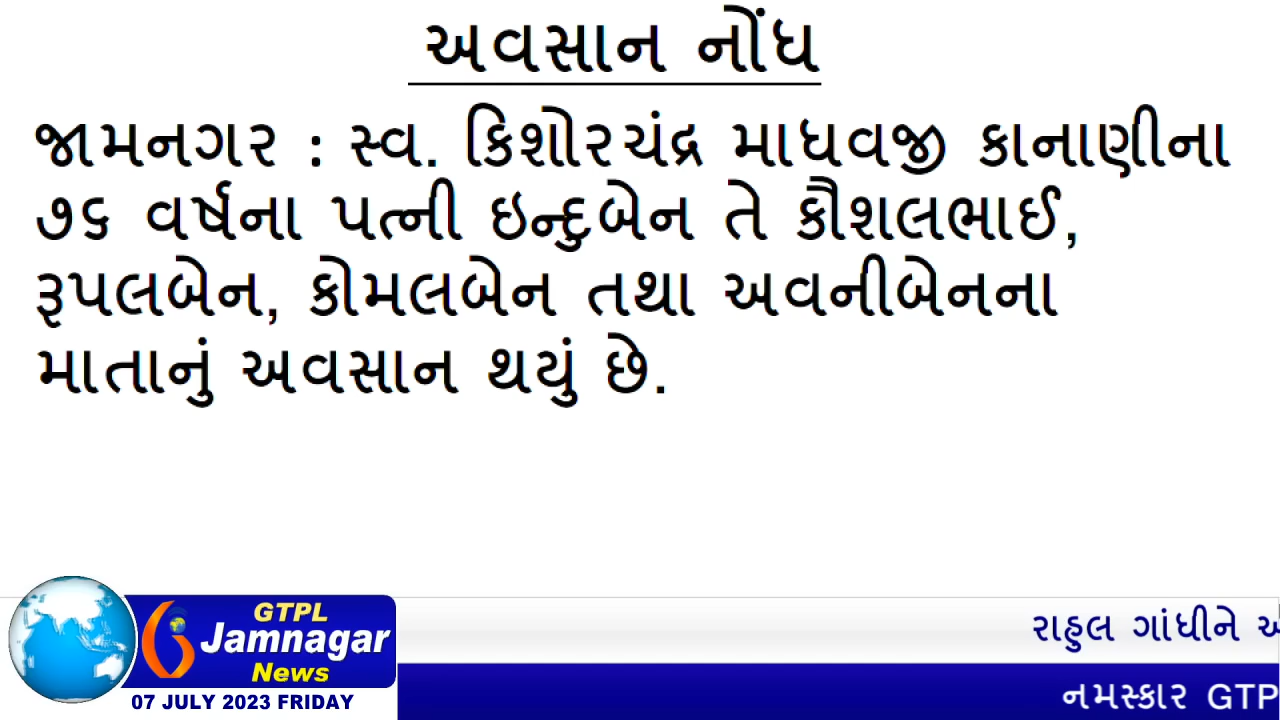 અવસાન નોંધ
જામનગર : સ્વ. કિશોરચંદ્ર માધવજી કાનાણીના
૭૬ વર્ષના પત્ની ઇન્દુબેન તે કૌશલભાઈ,
રૂપલબેન, કોમલબેન તથા અવનીબેનના
માતાનું અવસાન થયું છે.
GTPL
Jamnagar
News
07 JULY 2023 FRIDAY
રાહુલ ગાંધીને
નમસ્કાર GTP